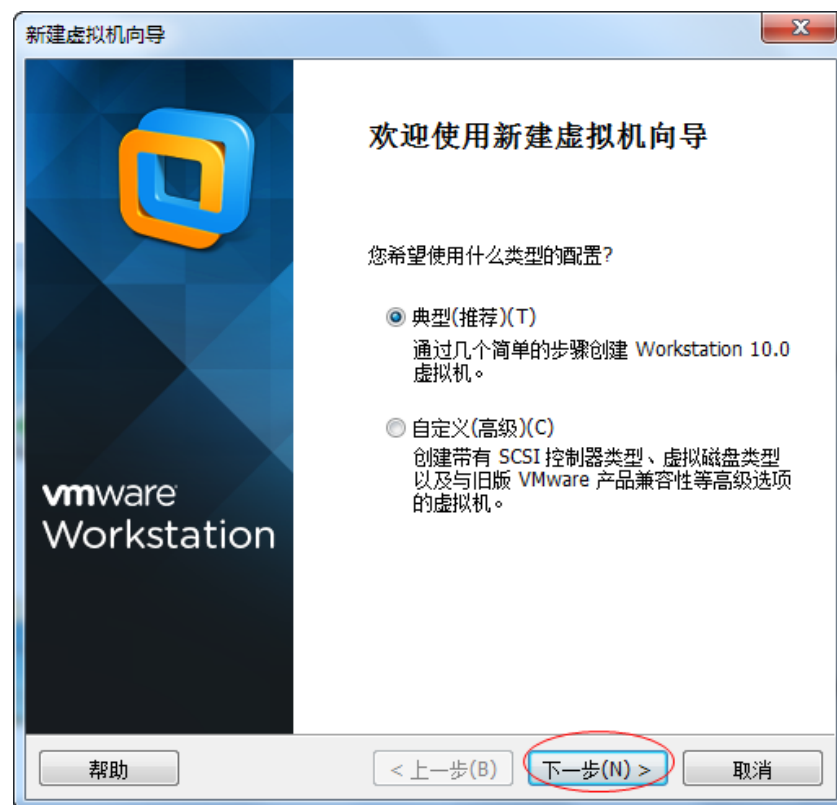 新建虚拟机向导
欢迎使用新建虚拟机向导
您希望使用什么类型的配置?
典型(推荐)(T)
通过几个简单的步骤创建 Workstation 10.0
虚拟机。
自定义(高级)(C)
创建带有 SCSI 控制器类型、虚拟磁盘类型
以及与旧版 VMware 产品兼容性等高级选项
的虚拟机。
vmware
Workstation
帮助
< 上一步(B)
下一步(N) >
取消